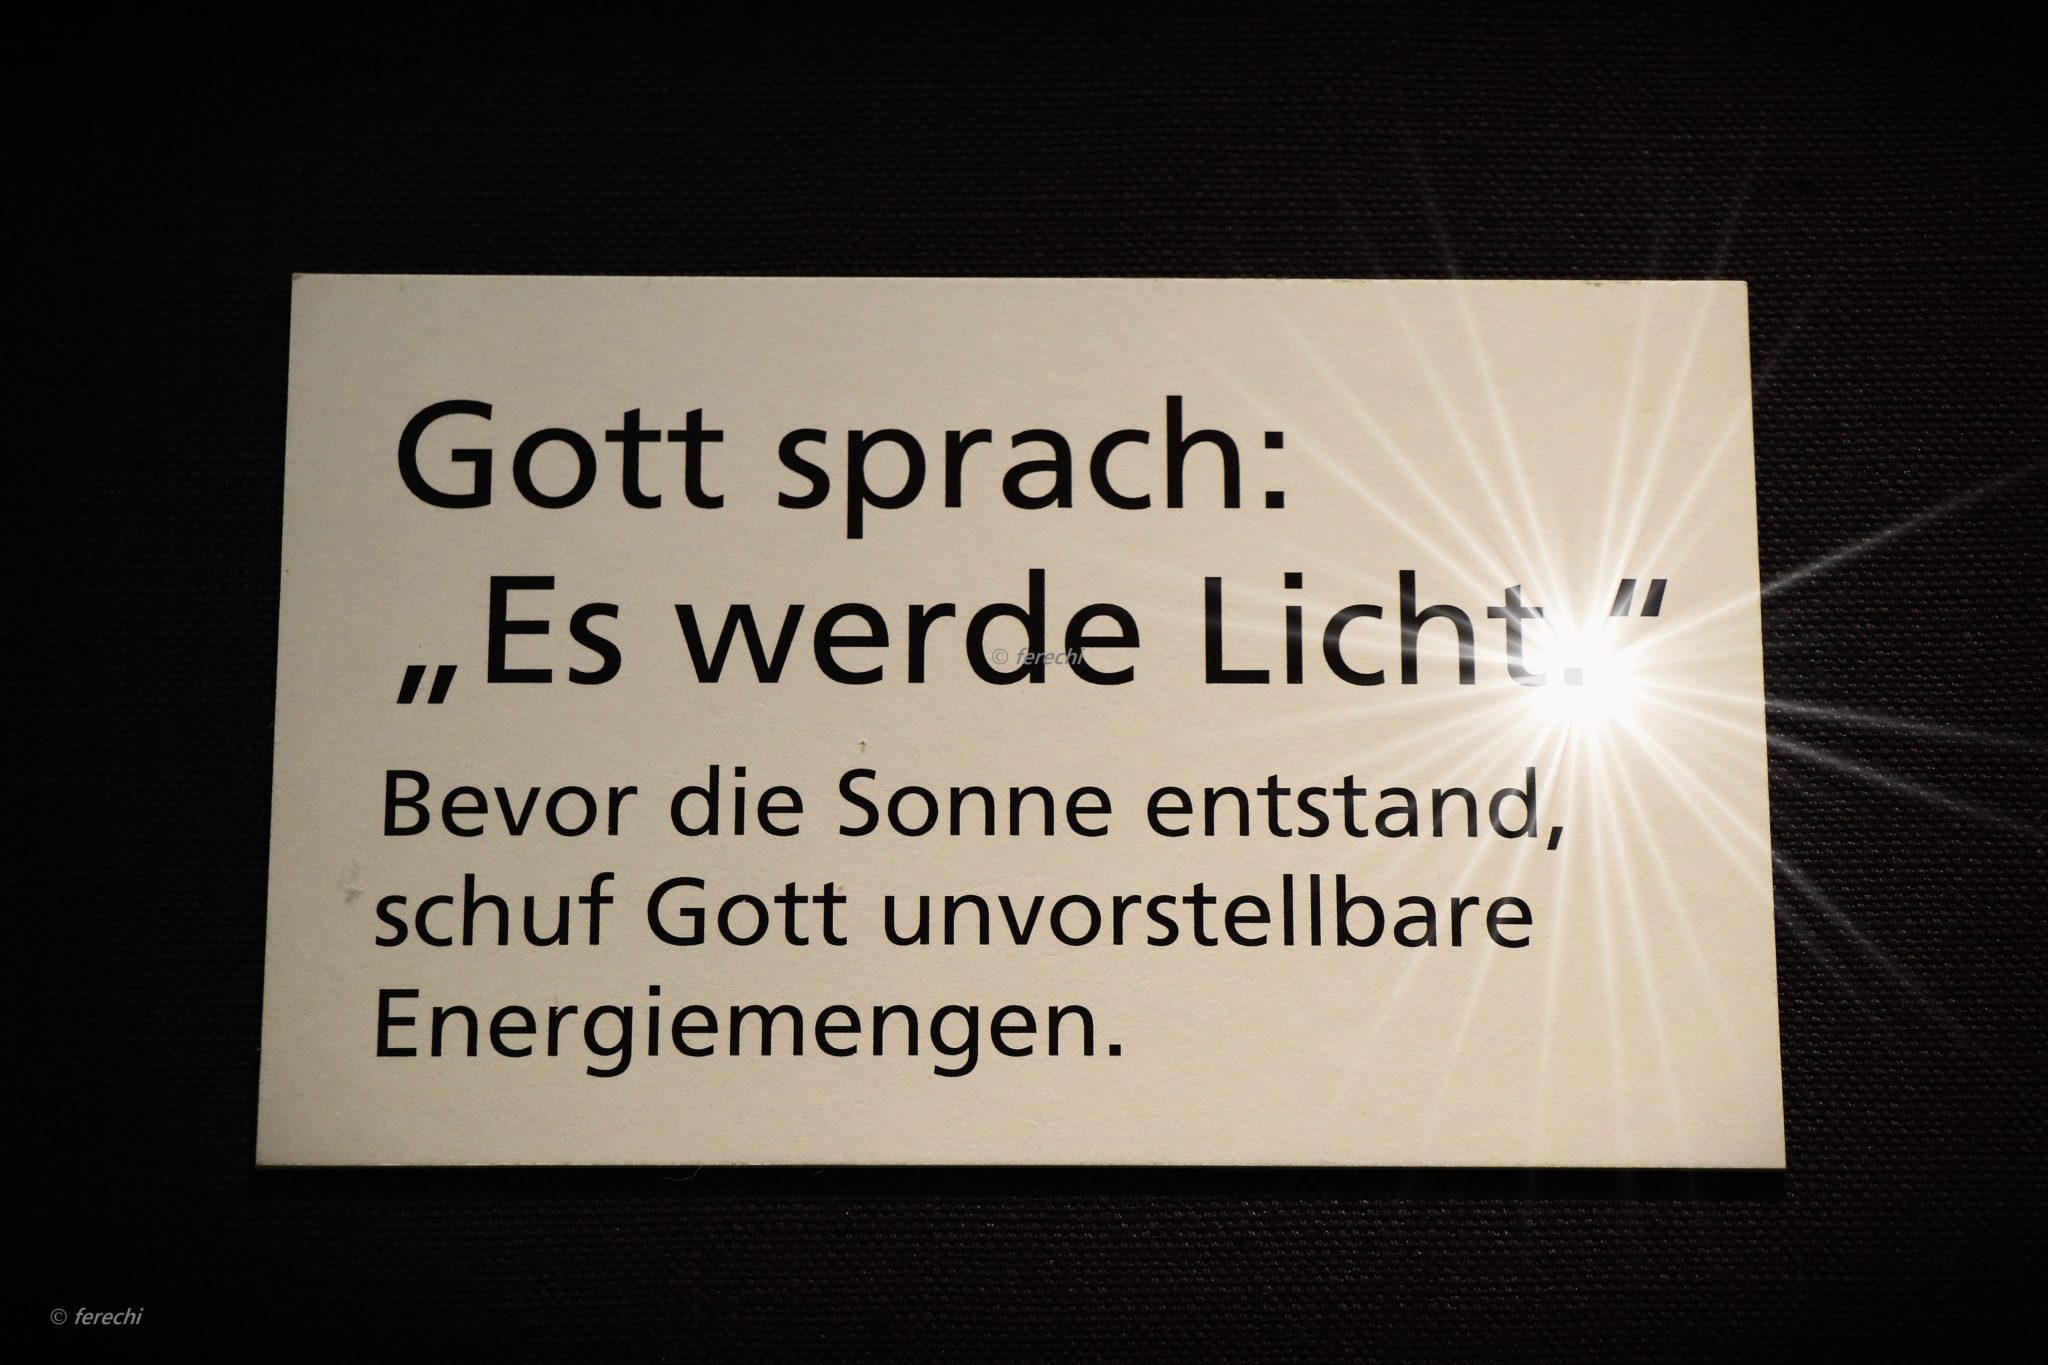 Gott sprach:
„Es werde Licht.“
© ferechi
Bevor die Sonne entstand,
schuf Gott unvorstellbare
Energiemengen.
© ferechi